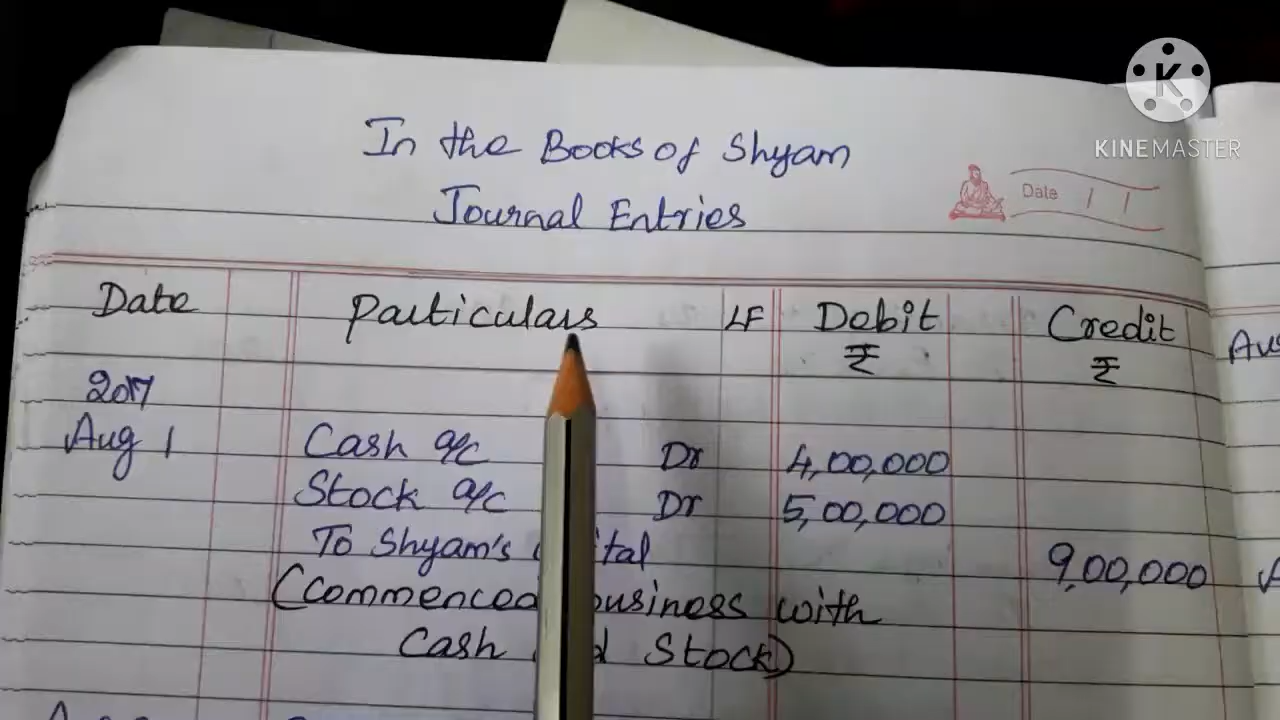 K
KINEMASTER
In the Books of Shyam
Journal Entries
Date / /
Date Particulars LF Debit ₹ Credit ₹
2017
Aug 1 Cash a/c Dr 4,00,000
Stock a/c Dr 5,00,000
To Shyam's 9,00,000
(Commenced business with
Cash Stock)